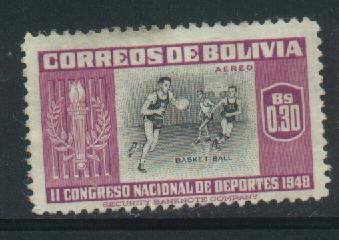 CORREOS DE BOLIVIA
AEREO
BS
0.30
BASKET BALL
II CONGRESO NACIONAL DE DEPORTES 1948
SECURITY BANKNOTE COMPANY